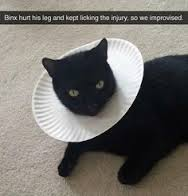 Binx hurt his leg and kept licking the injury, so we improvised.